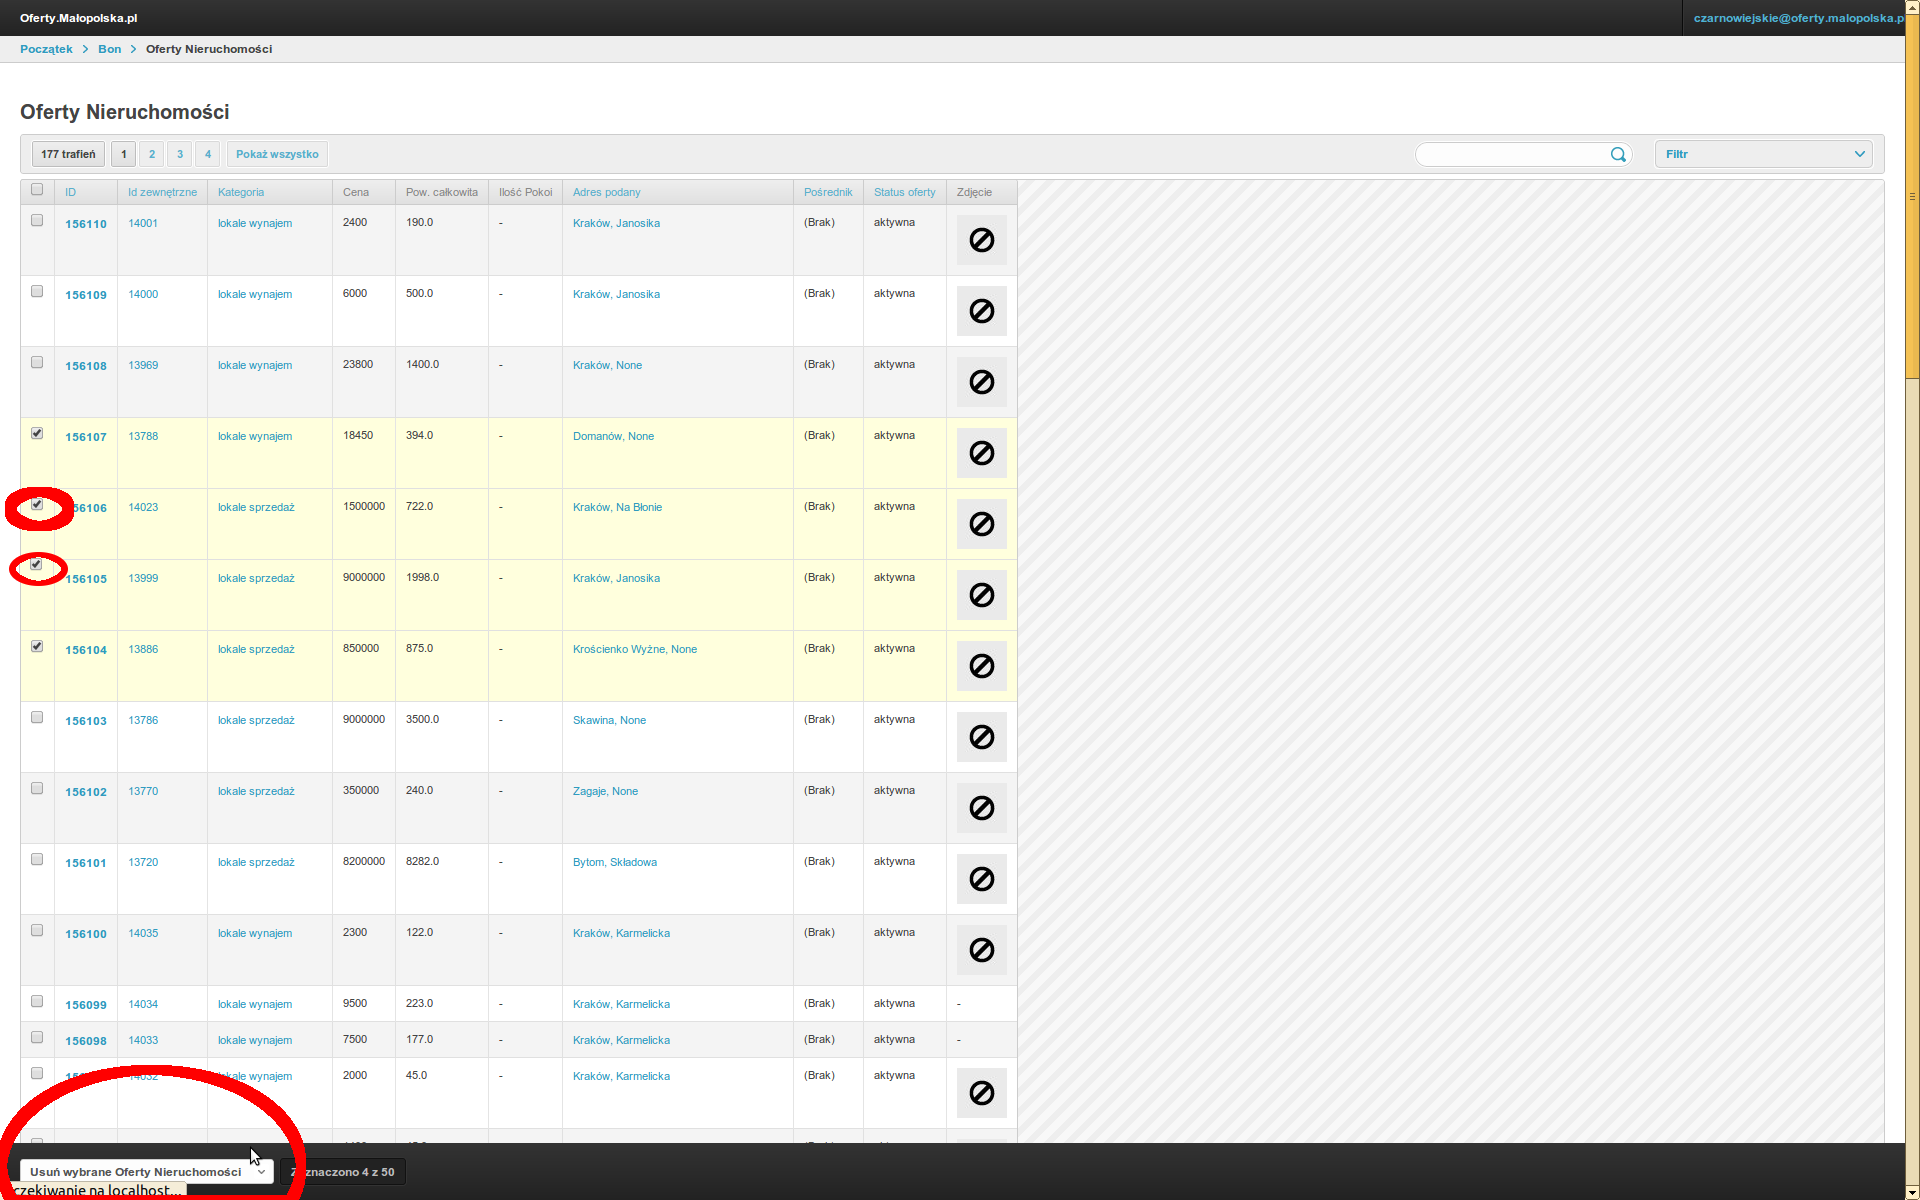 Oferty.Małopolska.pl czarnowiejskie@oferty.malopolska.p
Początek > Bon > Oferty Nieruchomości
Oferty Nieruchomości
177 trafień 1 2 3 4 Pokaż wszystko Filtr
ID Id zewnętrzne Kategoria Cena Pow. całkowita Ilość Pokoi Adres podany Pośrednik Status oferty Zdjęcie
156110 14001 lokale wynajem 2400 190.0 - Kraków, Janosika (Brak) aktywna
156109 14000 lokale wynajem 6000 500.0 - Kraków, Janosika (Brak) aktywna
156108 13969 lokale wynajem 23800 1400.0 - Kraków, None (Brak) aktywna
156107 13788 lokale wynajem 18450 394.0 - Domanów, None (Brak) aktywna
56106 14023 lokale sprzedaż 1500000 722.0 - Kraków, Na Błonie (Brak) aktywna
156105 13999 lokale sprzedaż 9000000 1998.0 - Kraków, Janosika (Brak) aktywna
156104 13886 lokale sprzedaż 850000 875.0 - Krościenko Wyżne, None (Brak) aktywna
156103 13786 lokale sprzedaż 9000000 3500.0 - Skawina, None (Brak) aktywna
156102 13770 lokale sprzedaż 350000 240.0 - Zagaje, None (Brak) aktywna
156101 13720 lokale sprzedaż 8200000 8282.0 - Bytom, Składowa (Brak) aktywna
156100 14035 lokale wynajem 2300 122.0 - Kraków, Karmelicka (Brak) aktywna
156099 14034 lokale wynajem 9500 223.0 - Kraków, Karmelicka (Brak) aktywna -
156098 14033 lokale wynajem 7500 177.0 - Kraków, Karmelicka (Brak) aktywna -
14032 lokale wynajem 2000 45.0 - Kraków, Karmelicka (Brak) aktywna
Usuń wybrane Oferty Nieruchomości Zaznaczono 4 z 50
czekiwanie na localhost...